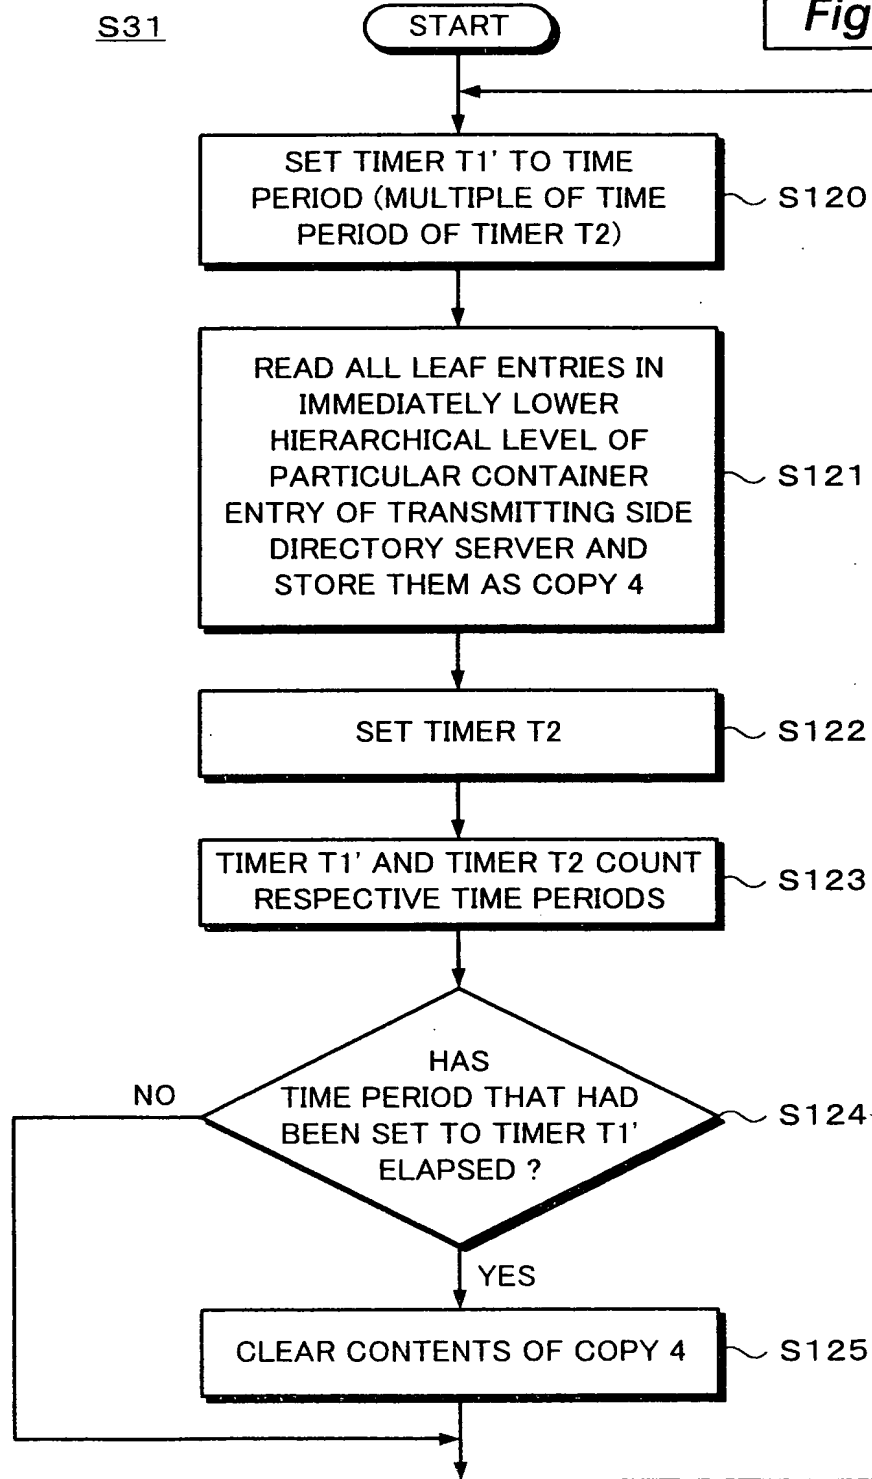 S31
START
Fig
SET TIMER T1' TO TIME
PERIOD (MULTIPLE OF TIME
PERIOD OF TIMER T2)
S120
READ ALL LEAF ENTRIES IN
IMMEDIATELY LOWER
HIERARCHICAL LEVEL OF
PARTICULAR CONTAINER
ENTRY OF TRANSMITTING SIDE
DIRECTORY SERVER AND
STORE THEM AS COPY 4
S121
SET TIMER T2
S122
TIMER T1' AND TIMER T2 COUNT
RESPECTIVE TIME PERIODS
S123
HAS
TIME PERIOD THAT HAD
BEEN SET TO TIMER T1'
ELAPSED ?
S124
NO
YES
CLEAR CONTENTS OF COPY 4
S125